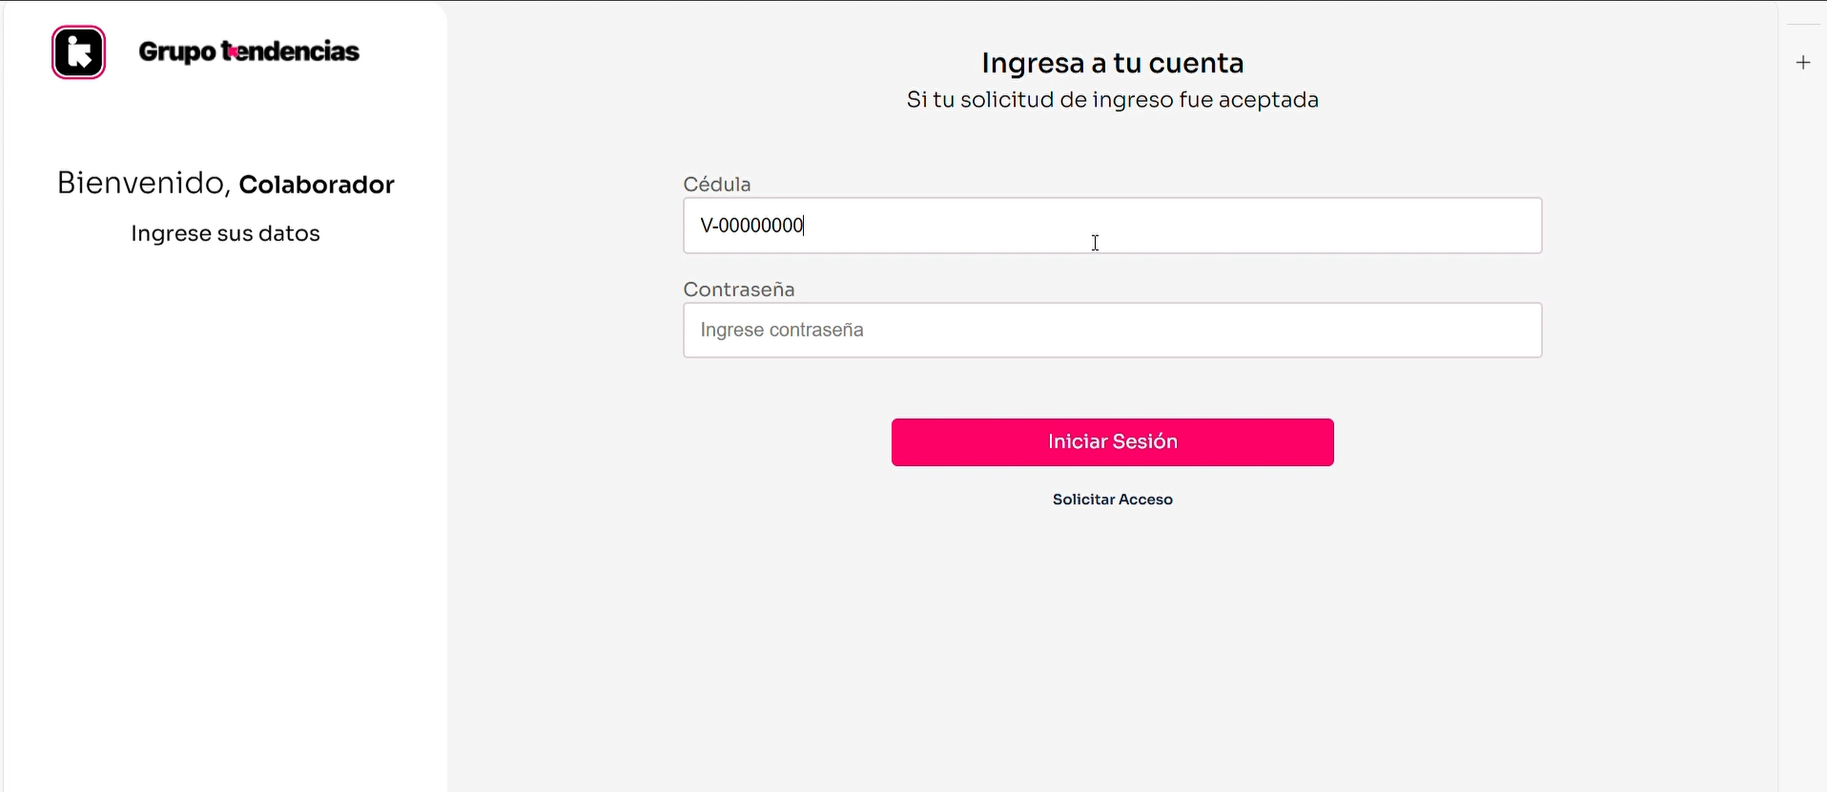 Grupo tendencias
Bienvenido, Colaborador
Ingrese sus datos
Ingresa a tu cuenta
Si tu solicitud de ingreso fue aceptada
Cédula
V-00000000
Contraseña
Ingrese contraseña
Iniciar Sesión
Solicitar Acceso